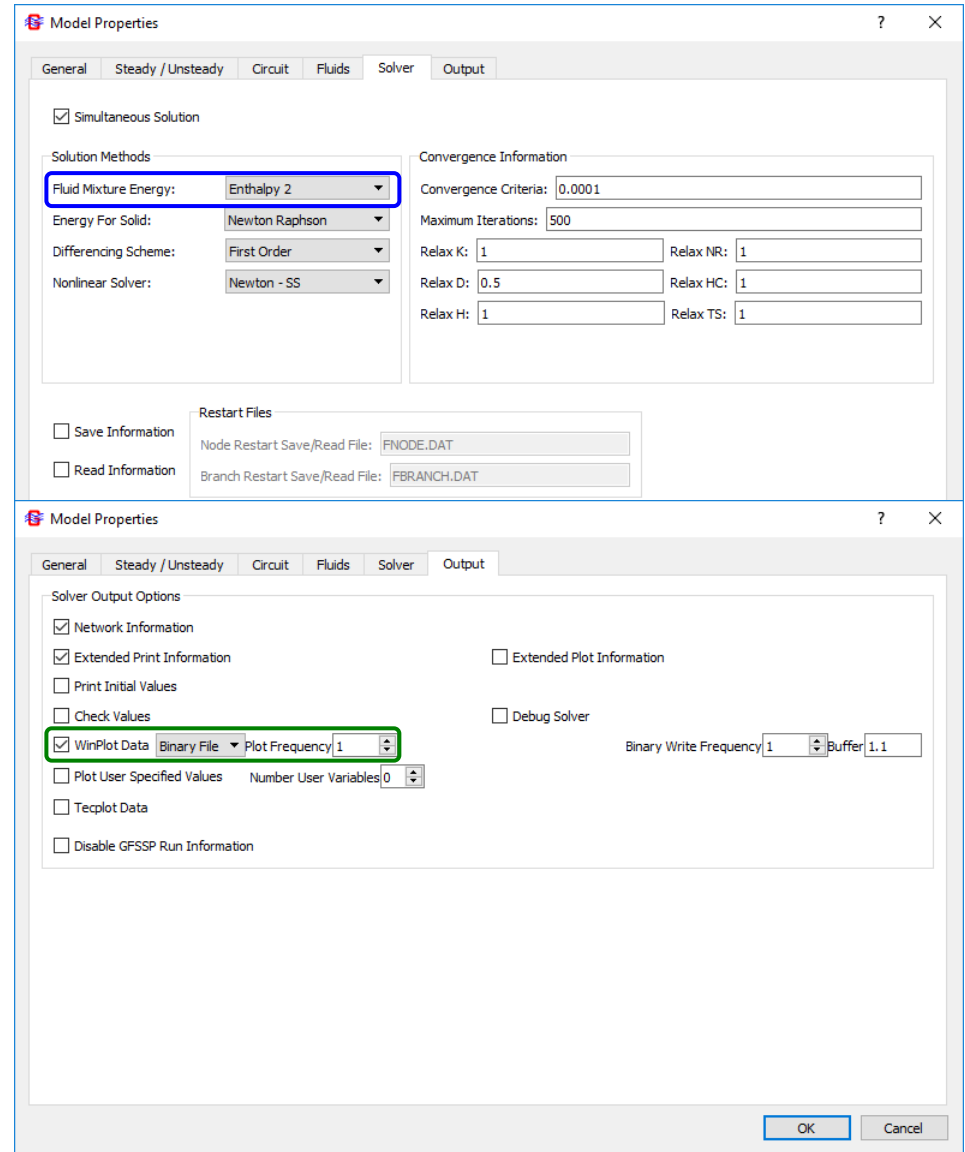 Model Properties ? ×
General Steady / Unsteady Circuit Fluids Solver Output
Simultaneous Solution
Solution Methods Convergence Information
Fluid Mixture Energy: Enthalpy 2 Convergence Criteria: 0.0001
Energy For Solid: Newton Raphson Maximum Iterations: 500
Differencing Scheme: First Order Relax K: 1 Relax NR: 1
Nonlinear Solver: Newton - SS Relax D: 0.5 Relax HC: 1
Relax H: 1 Relax TS: 1
Restart Files
Save Information Node Restart Save/Read File: FNODE.DAT
Read Information Branch Restart Save/Read File: FBRANCH.DAT
Model Properties ? ×
General Steady / Unsteady Circuit Fluids Solver Output
Solver Output Options
Network Information
Extended Print Information Extended Plot Information
Print Initial Values
Check Values Debug Solver
WinPlot Data Binary File Plot Frequency 1 Binary Write Frequency 1 Buffer 1.1
Plot User Specified Values Number User Variables 0
Tecplot Data
Disable GFSSP Run Information
OK Cancel